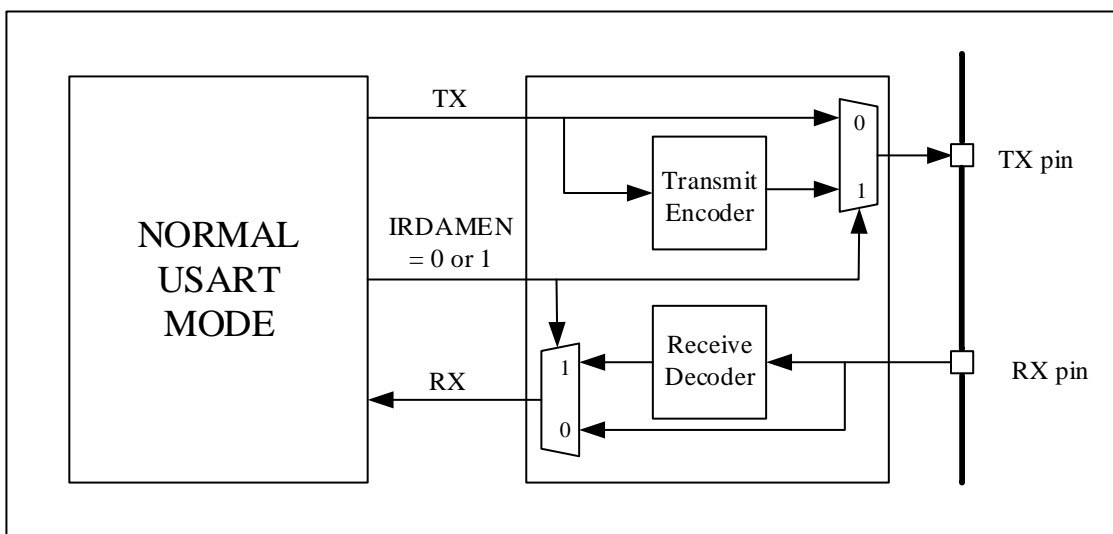 TX
0
Transmit
Encoder
1
TX pin
NORMAL
USART
MODE
IRDAMEN
= 0 or 1
Receive
Decoder
1
RX
0
RX pin